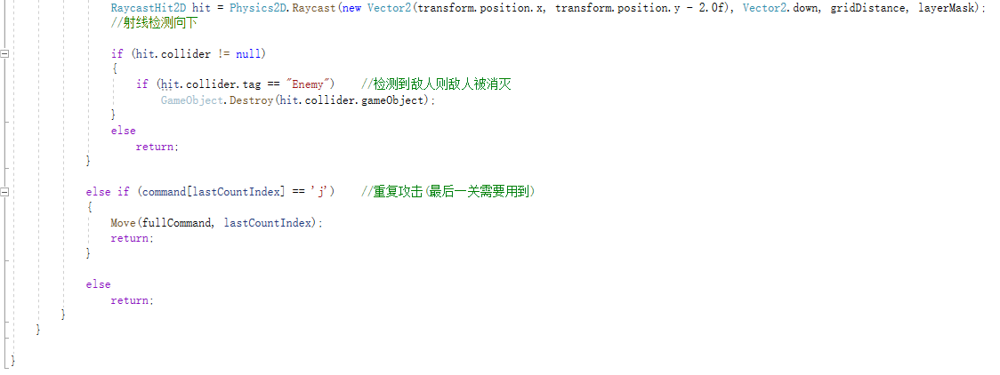 RaycastHit2D hit = Physics2D.Raycast(new Vector2(transform.position.x, transform.position.y - 2.0f), Vector2.down, gridDistance, layerMask);
//射线检测向下
if (hit.collider != null)
{
if (hit.collider.tag == "Enemy") //检测到敌人则敌人被消灭
GameObject.Destroy(hit.collider.gameObject);
}
else
return;
}
else if (command[lastCountIndex] == 'j') //重复攻击(最后一关需要用到)
{
Move(fullCommand, lastCountIndex);
return;
}
else
return;
}
}
}